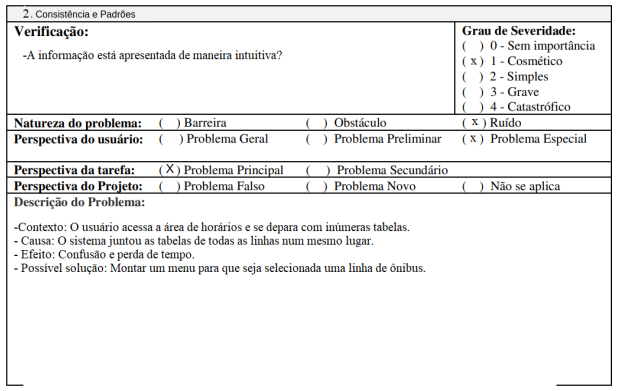 2. Consistência e Padrões
Verificação:
-A informação está apresentada de maneira intuitiva?
Grau de Severidade:
( ) 0 - Sem importância
( x ) 1 - Cosmético
( ) 2 - Simples
( ) 3 - Grave
( ) 4 - Catastrófico
Natureza do problema: ( ) Barreira ( ) Obstáculo ( x ) Ruído
Perspectiva do usuário: ( ) Problema Geral ( ) Problema Preliminar ( x ) Problema Especial
Perspectiva da tarefa: ( X ) Problema Principal ( ) Problema Secundário
Perspectiva do Projeto: ( ) Problema Falso ( ) Problema Novo ( ) Não se aplica
Descrição do Problema:
-Contexto: O usuário acessa a área de horários e se depara com inúmeras tabelas.
- Causa: O sistema juntou as tabelas de todas as linhas num mesmo lugar.
- Efeito: Confusão e perda de tempo.
- Possível solução: Montar um menu para que seja selecionada uma linha de ônibus.